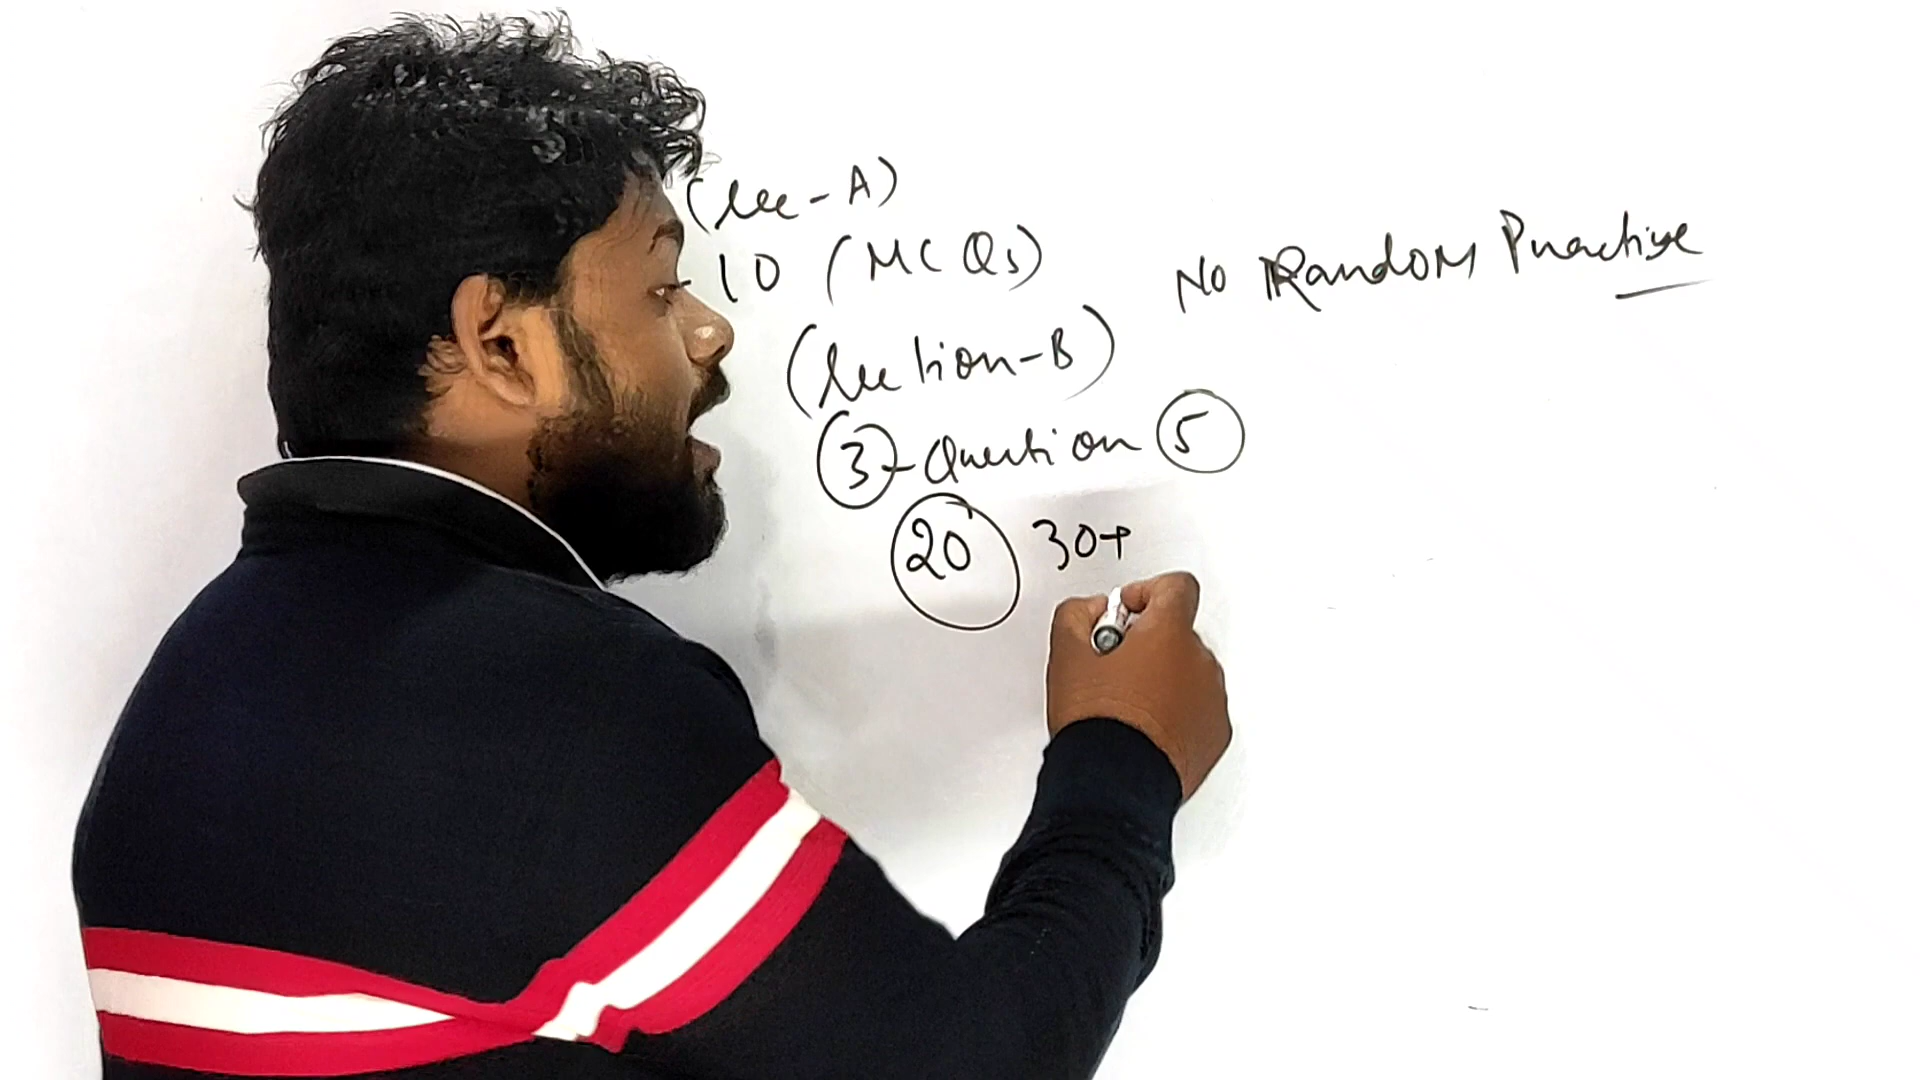 (Sec-A)
10 (MCQs)
(Section-B)
3-Question 5
20 30+
No Random Practise